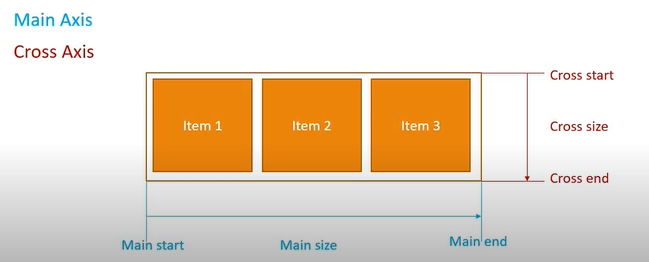 Main Axis
Cross Axis
Cross start
Item 1 Item 2 Item 3 Cross size
Cross end
Main start Main size Main end